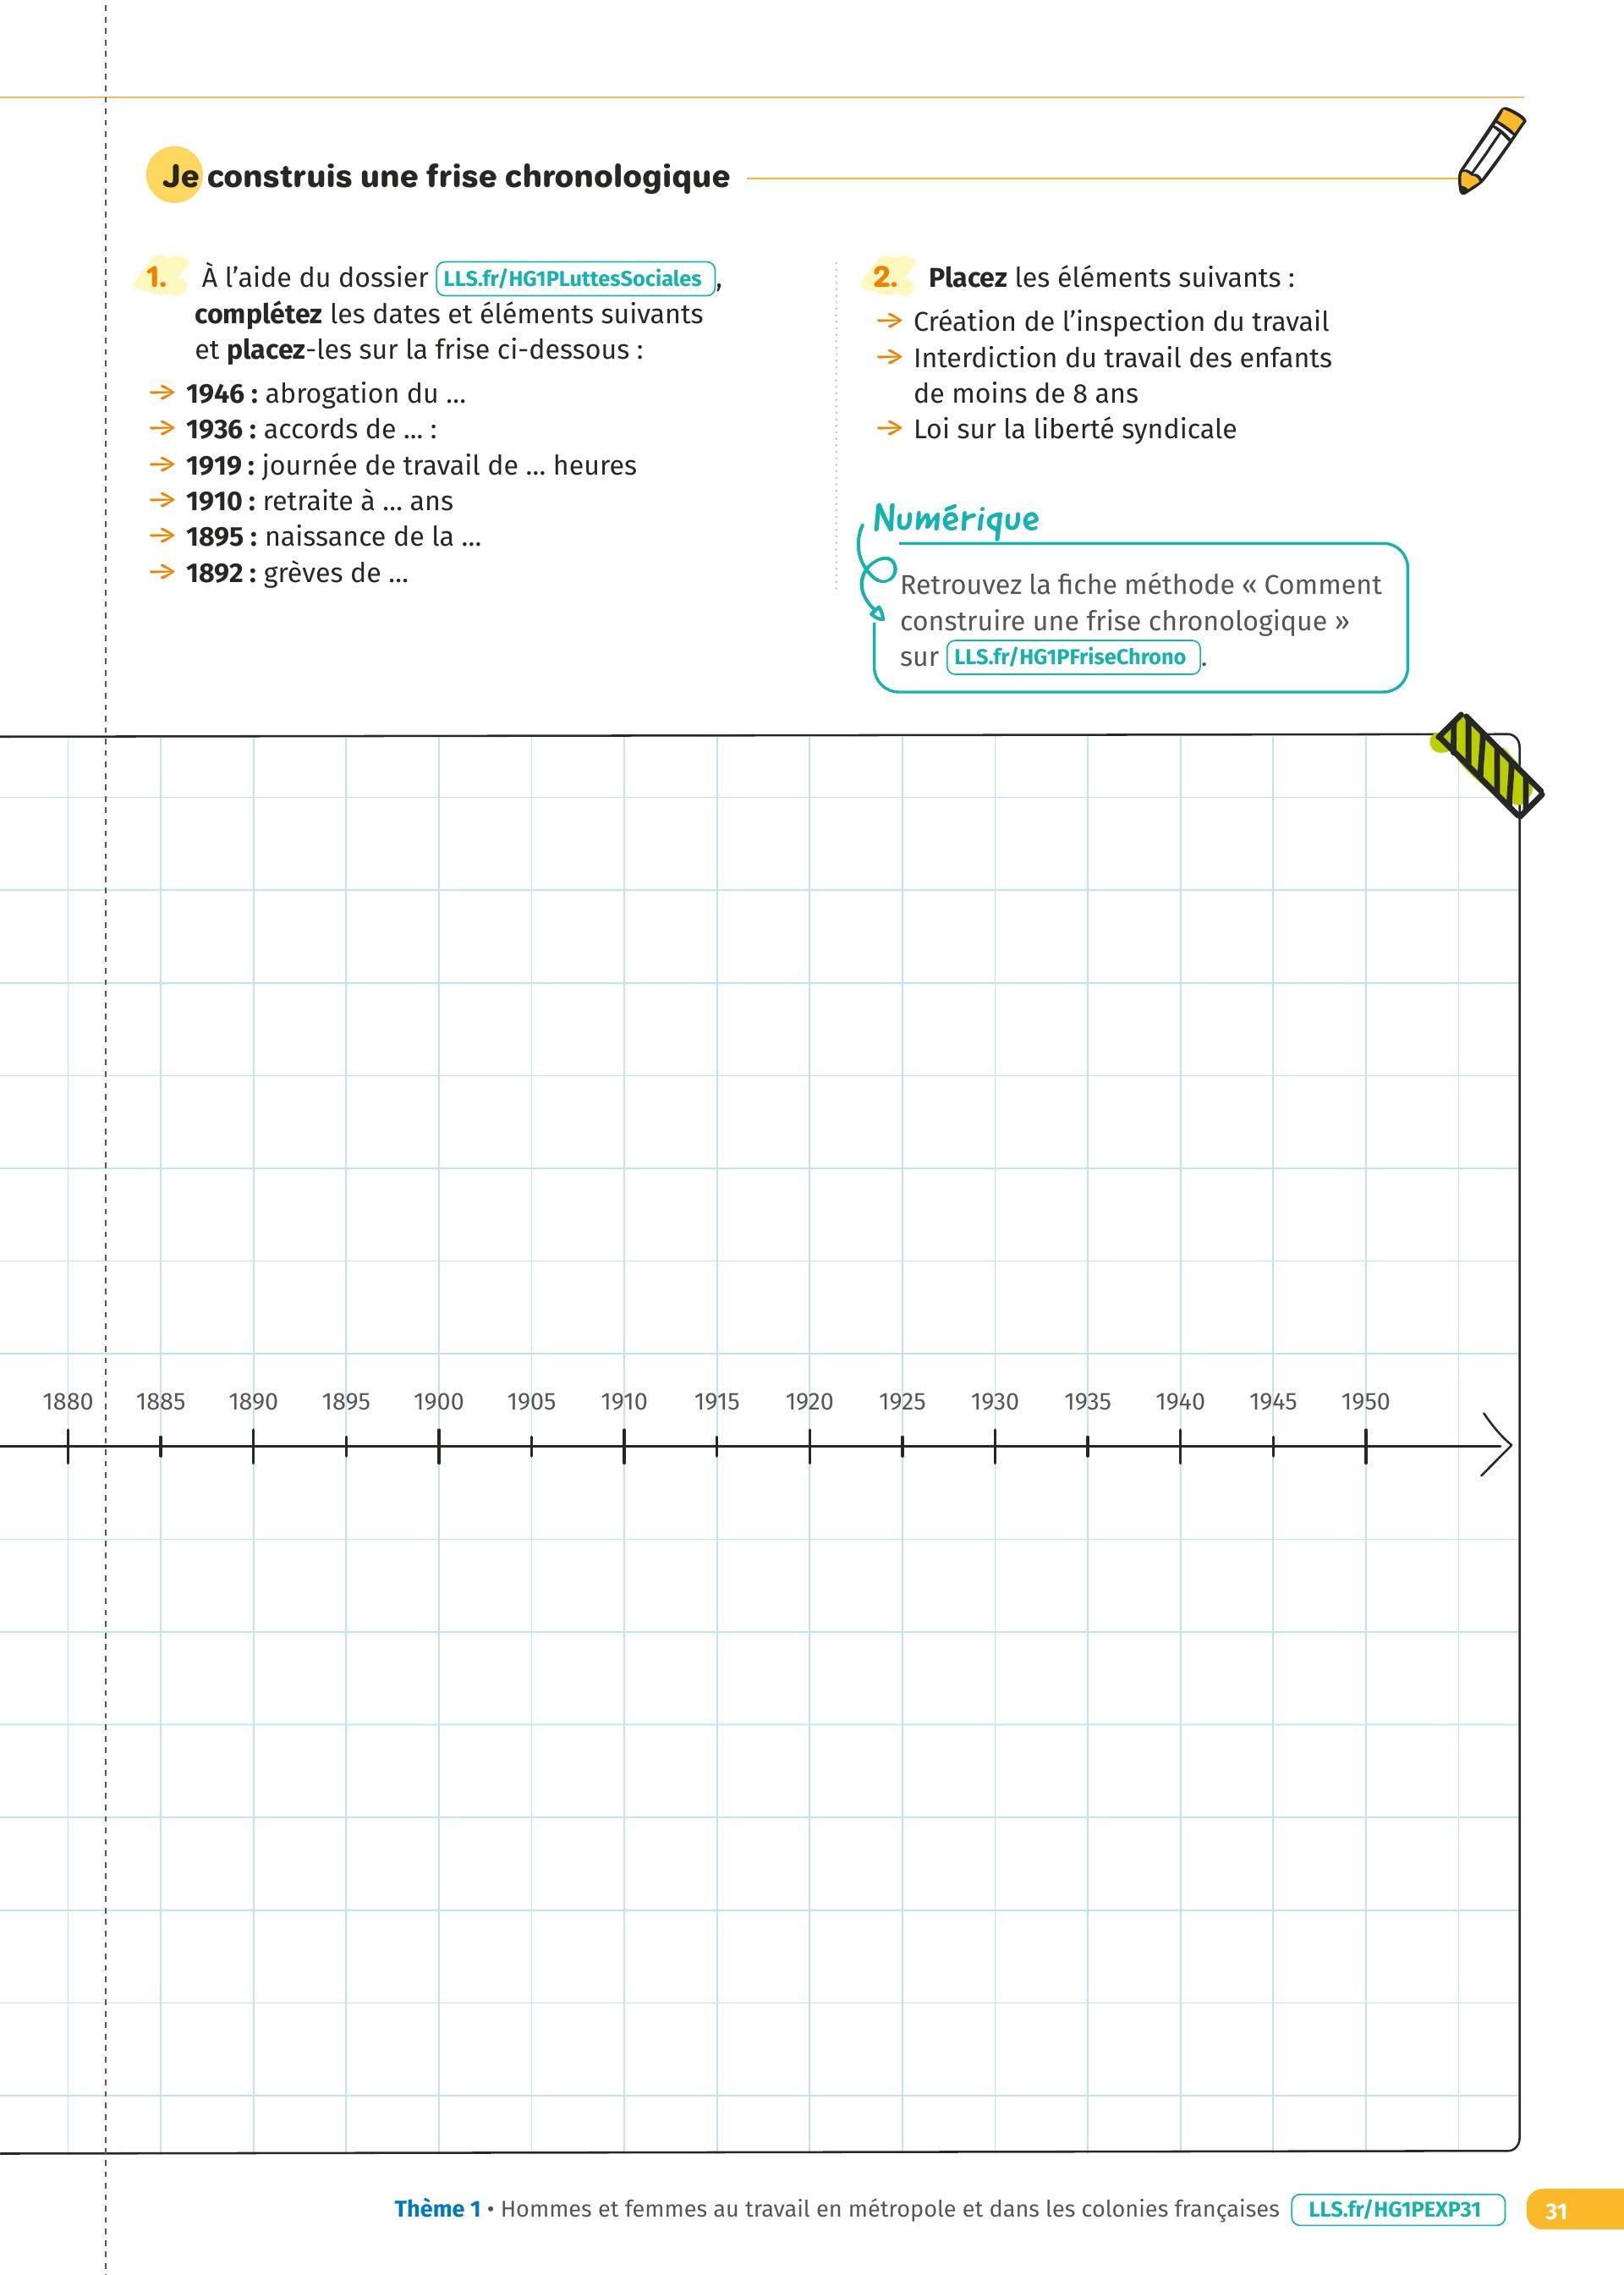 Je construis une frise chronologique
1. À l’aide du dossier LLS.fr/HG1PLuttesSociales,
complétez les dates et éléments suivants
et placez-les sur la frise ci-dessous :
→ 1946 : abrogation du ...
→ 1936 : accords de ... :
→ 1919 : journée de travail de ... heures
→ 1910 : retraite à ... ans
→ 1895 : naissance de la ...
→ 1892 : grèves de ...
2. Placez les éléments suivants :
→ Création de l’inspection du travail
→ Interdiction du travail des enfants
de moins de 8 ans
→ Loi sur la liberté syndicale
Numérique
Retrouvez la fiche méthode « Comment
construire une frise chronologique »
sur LLS.fr/HG1PFriseChrono.
1880 1885 1890 1895 1900 1905 1910 1915 1920 1925 1930 1935 1940 1945 1950
Thème 1 • Hommes et femmes au travail en métropole et dans les colonies françaises LLS.fr/HG1PEXP31 31